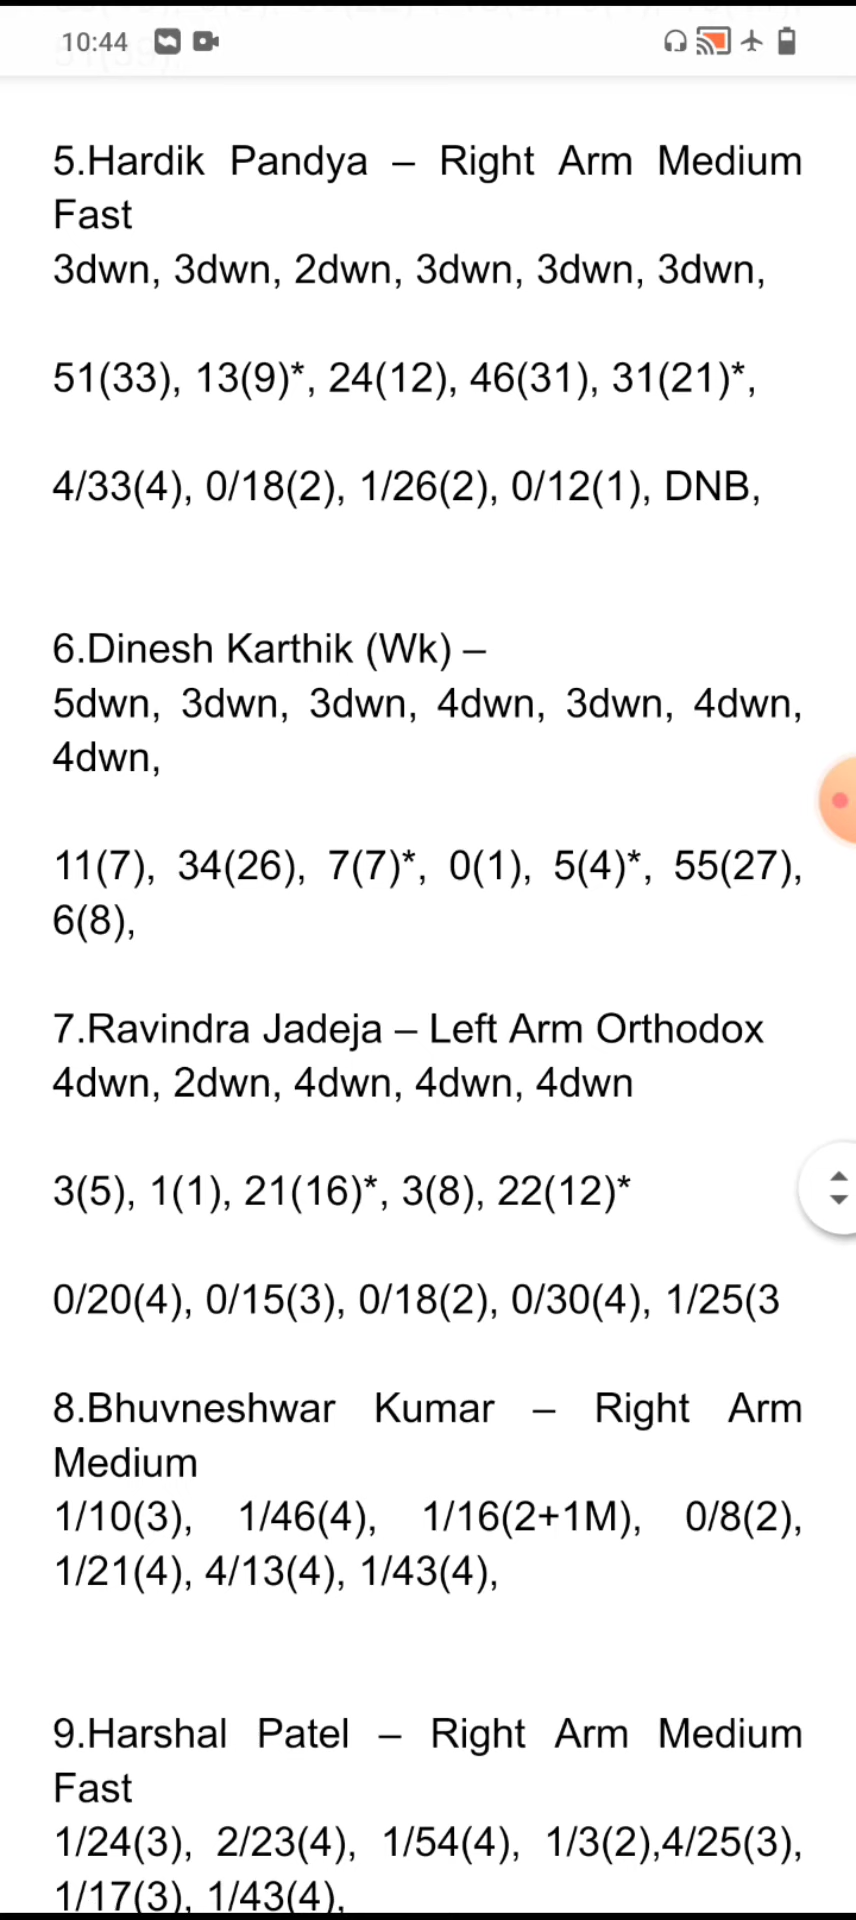 10:44
5.Hardik Pandya – Right Arm Medium
Fast
3dwn, 3dwn, 2dwn, 3dwn, 3dwn, 3dwn,
51(33), 13(9)*, 24(12), 46(31), 31(21)*,
4/33(4), 0/18(2), 1/26(2), 0/12(1), DNB,
6.Dinesh Karthik (Wk) –
5dwn, 3dwn, 3dwn, 4dwn, 3dwn, 4dwn,
4dwn,
11(7), 34(26), 7(7)*, 0(1), 5(4)*, 55(27),
6(8),
7.Ravindra Jadeja – Left Arm Orthodox
4dwn, 2dwn, 4dwn, 4dwn, 4dwn
3(5), 1(1), 21(16)*, 3(8), 22(12)*
0/20(4), 0/15(3), 0/18(2), 0/30(4), 1/25(3
8.Bhuvneshwar Kumar – Right Arm
Medium
1/10(3), 1/46(4), 1/16(2+1M), 0/8(2),
1/21(4), 4/13(4), 1/43(4),
9.Harshal Patel – Right Arm Medium
Fast
1/24(3), 2/23(4), 1/54(4), 1/3(2),4/25(3),
1/17(3), 1/43(4),